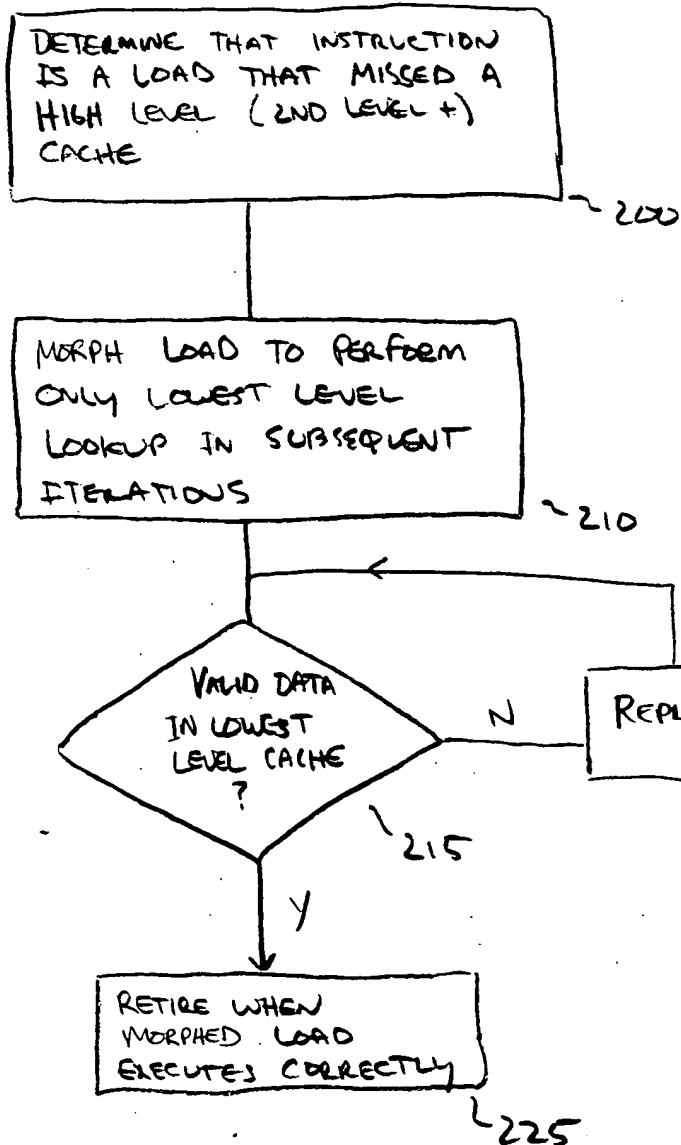 DETERMINE THAT INSTRUCTION
IS A LOAD THAT MISSED A
HIGH LEVEL (2ND LEVEL +)
CACHE
200
MORPH LOAD TO PERFORM
ONLY LOWEST LEVEL
LOOKUP IN SUBSEQUENT
ITERATIONS
210
VALID DATA
IN LOWEST
LEVEL CACHE
?
N
REPL
215
Y
RETIRE WHEN
MORPHED LOAD
EXECUTES CORRECTLY
225